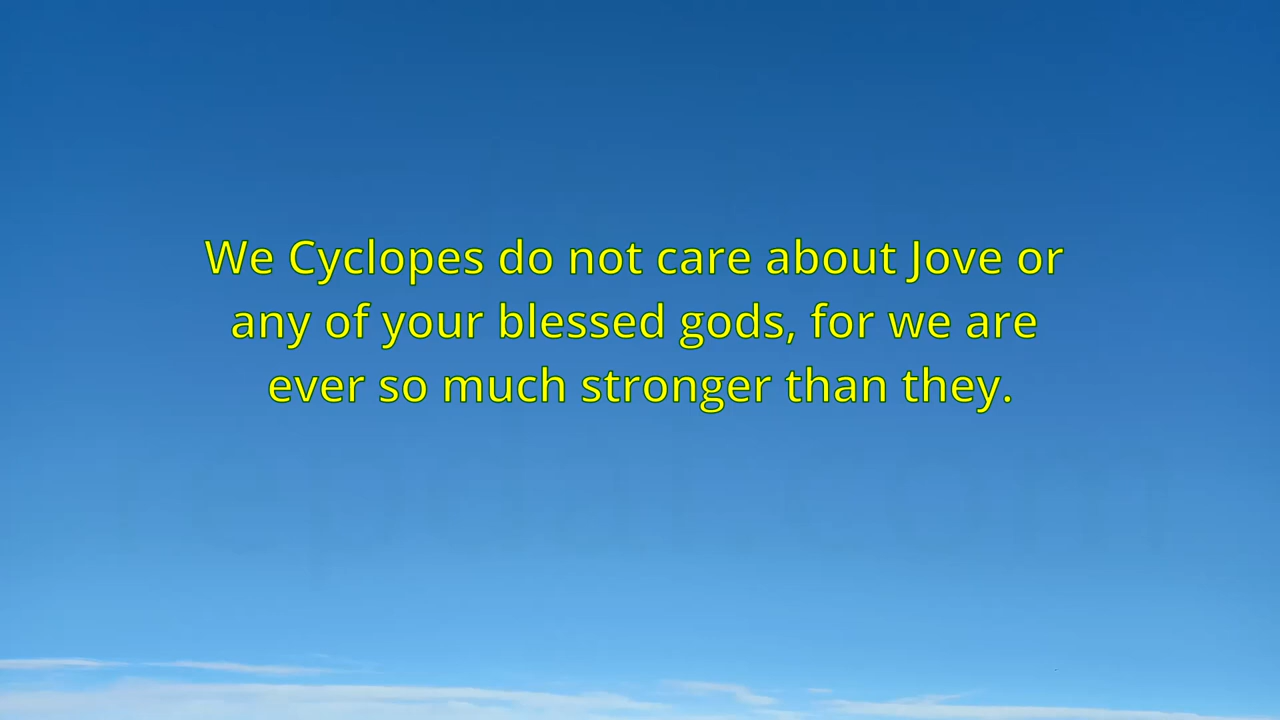 We Cyclopes do not care about Jove or
any of your blessed gods, for we are
ever so much stronger than they.